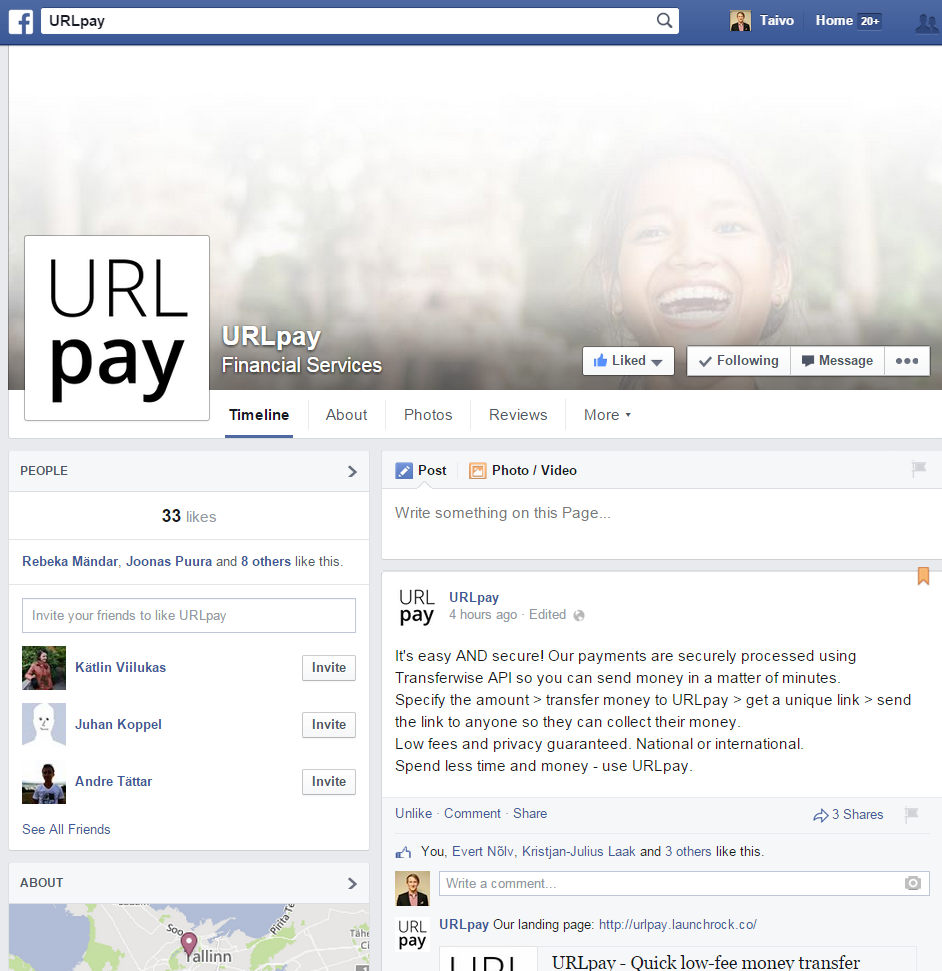 URLpay
Taivo
Home 20+
URL
pay
URLpay
Financial Services
Liked
Following
Message
Timeline
About
Photos
Reviews
More
PEOPLE
33 likes
Rebeka Mändar, Joonas Puura and 8 others like this.
Invite your friends to like URLpay
Kätlin Viilukas
Invite
Juhan Koppel
Invite
Andre Tättar
Invite
See All Friends
ABOUT
Soo
Pirita Te
Tähe
Tallinn
Post
Photo / Video
Write something on this Page...
URL
pay
URLpay
4 hours ago · Edited
It's easy AND secure! Our payments are securely processed using
Transferwise API so you can send money in a matter of minutes.
Specify the amount > transfer money to URLpay > get a unique link > send
the link to anyone so they can collect their money.
Low fees and privacy guaranteed. National or international.
Spend less time and money - use URLpay.
Unlike · Comment · Share
3 Shares
You, Evert Nõlv, Kristjan-Julius Laak and 3 others like this.
Write a comment...
URL
pay
URLpay Our landing page: http://urlpay.launchrock.co/
URL
URLpay - Quick low-fee money transfer